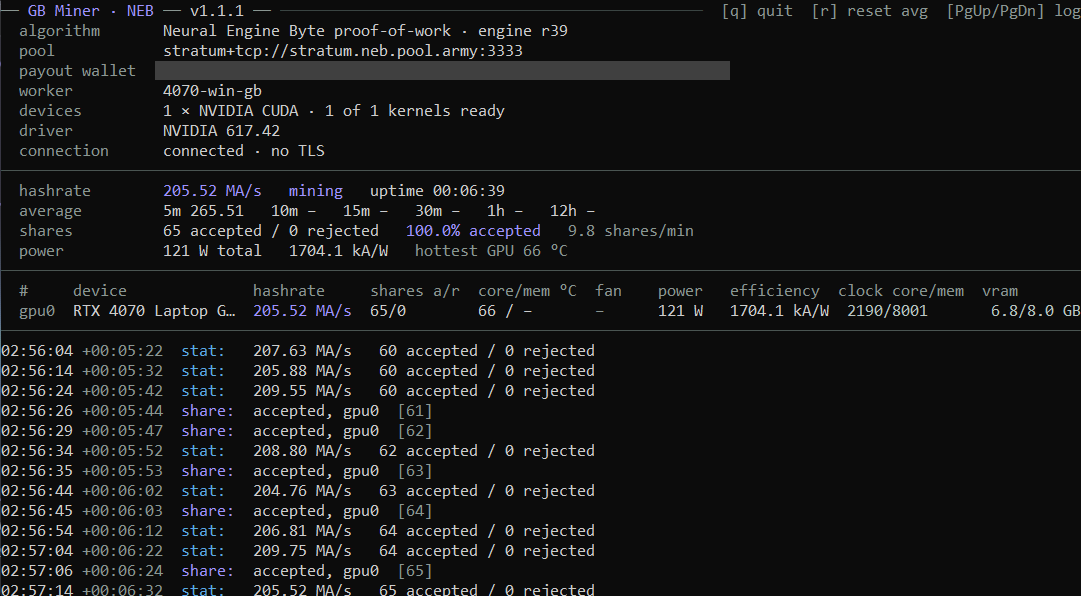 GB Miner · NEB — v1.1.1 — [q] quit [r] reset avg [PgUp/PgDn] log
algorithm Neural Engine Byte proof-of-work · engine r39
pool stratum+tcp://stratum.neb.pool.army:3333
payout wallet
worker 4070-win-gb
devices 1 × NVIDIA CUDA · 1 of 1 kernels ready
driver NVIDIA 617.42
connection connected · no TLS
hashrate 205.52 MA/s mining uptime 00:06:39
average 5m 265.51 10m – 15m – 30m – 1h – 12h –
shares 65 accepted / 0 rejected 100.0% accepted 9.8 shares/min
power 121 W total 1704.1 kA/W hottest GPU 66 °C
# device hashrate shares a/r core/mem °C fan power efficiency clock core/mem vram
gpu0 RTX 4070 Laptop G… 205.52 MA/s 65/0 66 / – – 121 W 1704.1 kA/W 2190/8001 6.8/8.0 GB
02:56:04 +00:05:22 stat: 207.63 MA/s 60 accepted / 0 rejected
02:56:14 +00:05:32 stat: 205.88 MA/s 60 accepted / 0 rejected
02:56:24 +00:05:42 stat: 209.55 MA/s 60 accepted / 0 rejected
02:56:26 +00:05:44 share: accepted, gpu0 [61]
02:56:29 +00:05:47 share: accepted, gpu0 [62]
02:56:34 +00:05:52 stat: 208.80 MA/s 62 accepted / 0 rejected
02:56:35 +00:05:53 share: accepted, gpu0 [63]
02:56:44 +00:06:02 stat: 204.76 MA/s 63 accepted / 0 rejected
02:56:45 +00:06:03 share: accepted, gpu0 [64]
02:56:54 +00:06:12 stat: 206.81 MA/s 64 accepted / 0 rejected
02:57:04 +00:06:22 stat: 209.75 MA/s 64 accepted / 0 rejected
02:57:06 +00:06:24 share: accepted, gpu0 [65]
02:57:14 +00:06:32 stat: 205.52 MA/s 65 accepted / 0 rejected